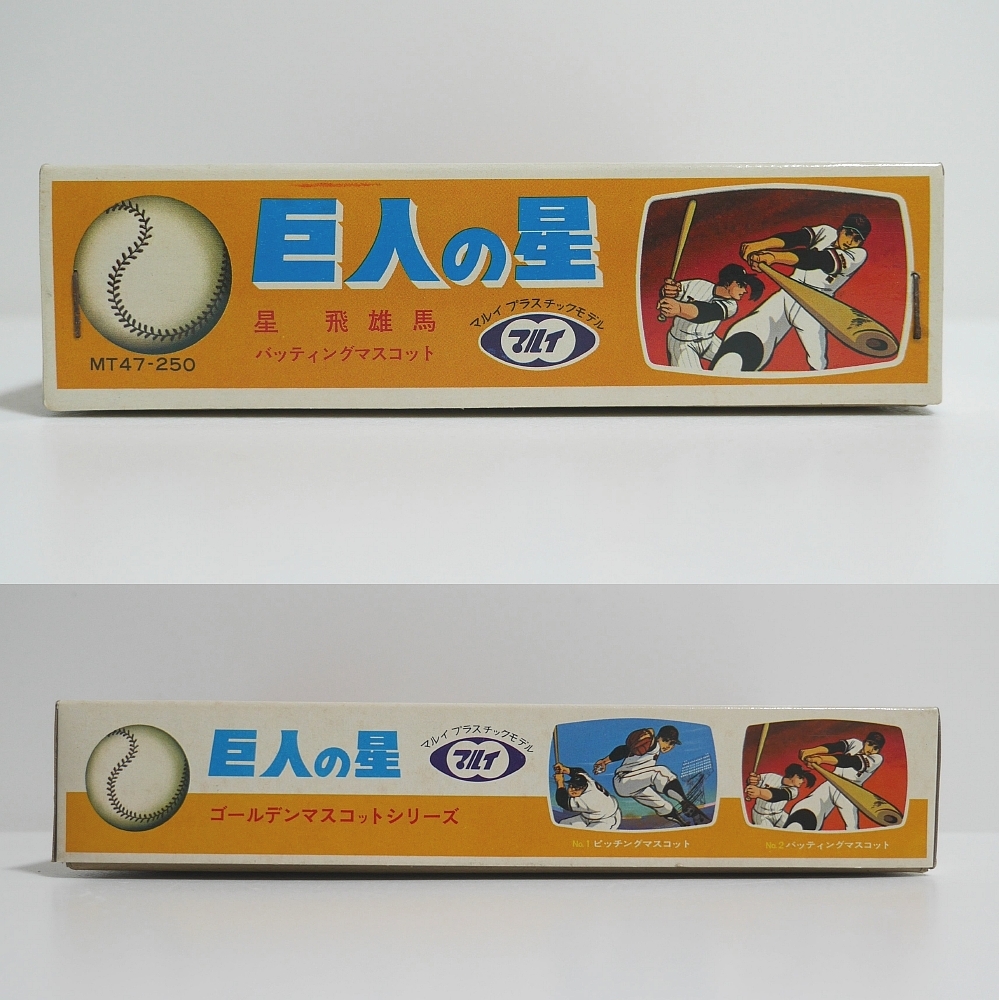 巨人の星
星 飛雄馬
バッティングマスコット
マルイ プラスチックモデル
マルイ
MT47-250
巨人の星
マルイ プラスチックモデル
マルイ
ゴールデンマスコットシリーズ
No.1 ピッチングマスコット
No.2 バッティングマスコット